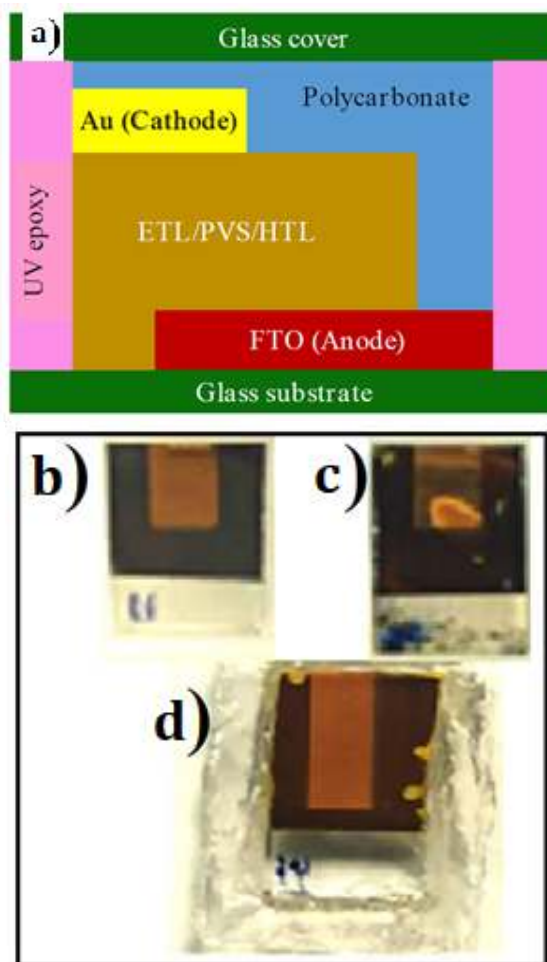 a)
Glass cover
Polycarbonate
Au (Cathode)
UV epoxy
ETL/PVS/HTL
FTO (Anode)
Glass substrate
b)
c)
d)